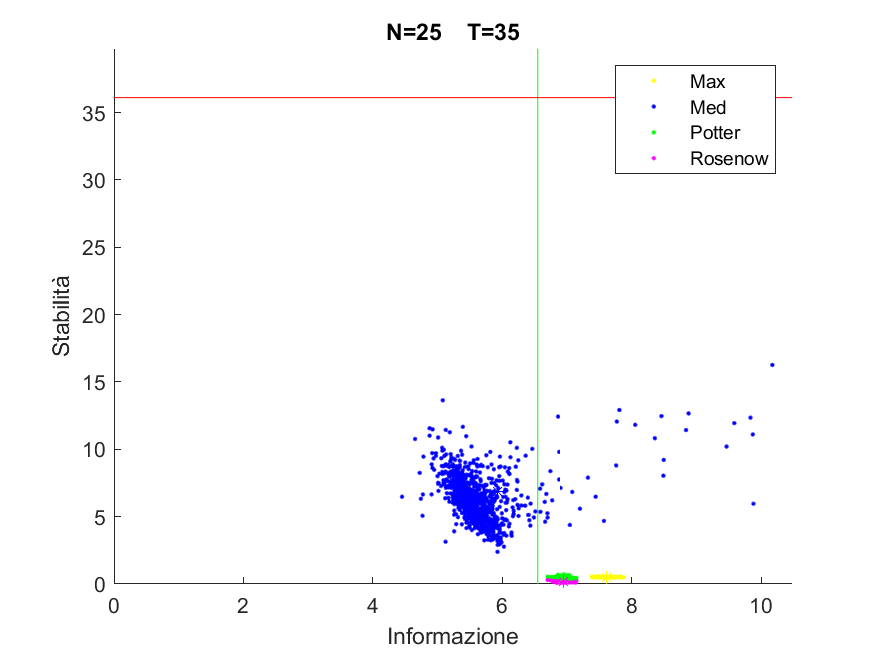 N=25 T=35
Max
Med
Potter
Rosenow
35
30
25
20
15
10
5
0
Stabilità
0 2 4 6 8 10
Informazione